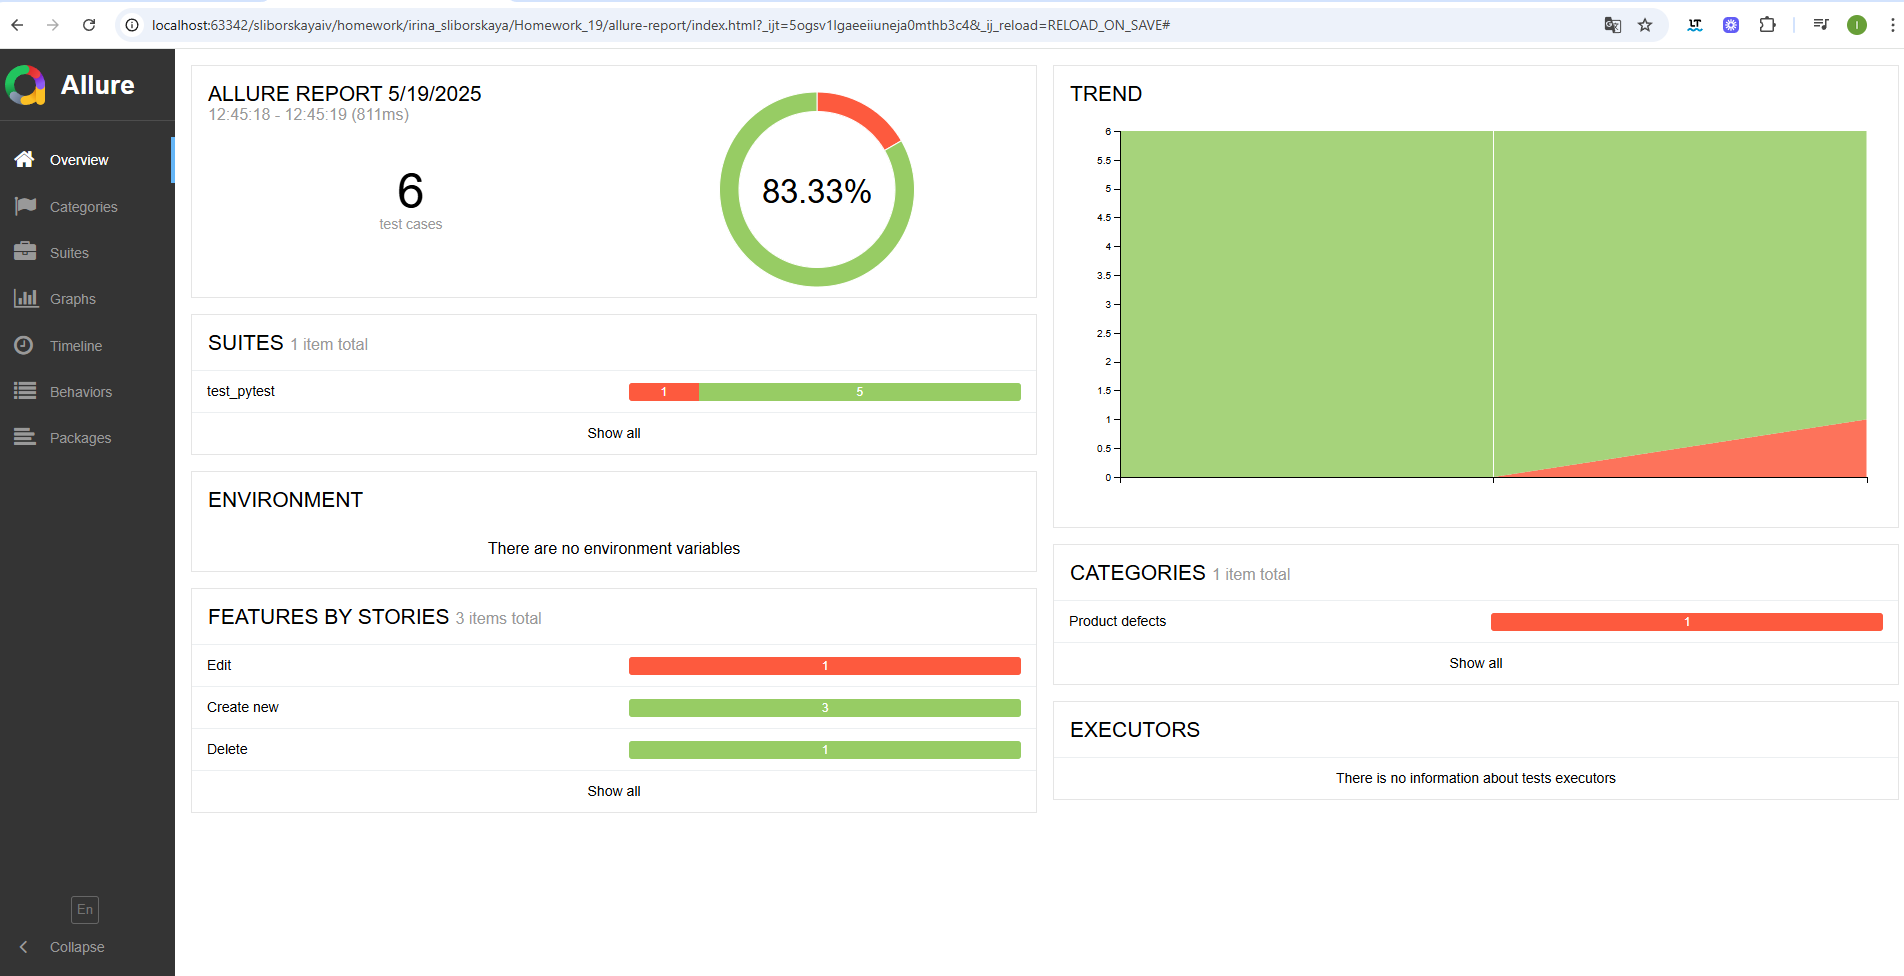 localhost:63342/sliborskayaiv/homework/irina_sliborskaya/Homework_19/allure-report/index.html?_ijt=5ogsv1lgaeeiiuneja0mthb3c4&_ij_reload=RELOAD_ON_SAVE#
LT
I
Allure
Overview
Categories
Suites
Graphs
Timeline
Behaviors
Packages
En
Collapse
ALLURE REPORT 5/19/2025
12:45:18 - 12:45:19 (811ms)
6
test cases
83.33%
SUITES 1 item total
test_pytest 1 5
Show all
ENVIRONMENT
There are no environment variables
FEATURES BY STORIES 3 items total
Edit 1
Create new 3
Delete 1
Show all
TREND
6
5.5
5
4.5
4
3.5
3
2.5
2
1.5
1
0.5
0
CATEGORIES 1 item total
Product defects 1
Show all
EXECUTORS
There is no information about tests executors